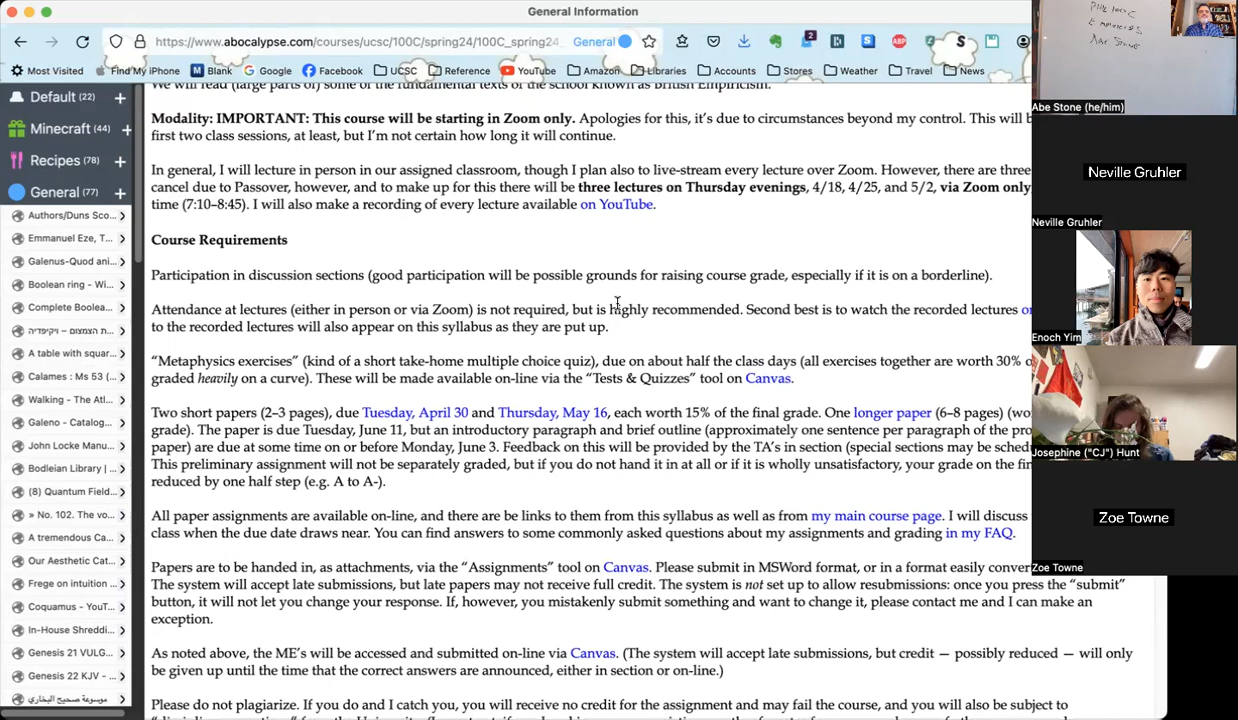 General Information
https://www.abocalypse.com/courses/ucsc/100C/spring24/100C_spring24_
General
2
ABP
S
Most Visited
Find My iPhone
Blank
Google
Facebook
UCSC
Reference
YouTube
Amazon
Libraries
Accounts
Stores
Weather
Travel
News
Default (22)
Minecraft (44)
Recipes (78)
General (77)
Authors/Duns Sco...
Emmanuel Eze, T...
Galenus-Quod ani...
Boolean ring - Wi...
Complete Boolea...
ת הצמצום – ויקיפדיה...
A table with squar...
Calames : Ms 53 (...
Walking - The Atl...
Galeno - Catalog...
John Locke Manu...
Bodleian Library |...
(8) Quantum Field...
» No. 102. The vo...
A tremendous Ca...
Our Aesthetic Cat...
Frege on intuition ...
Coquamus - YouT...
In-House Shreddi...
Genesis 21 VULG...
Genesis 22 KJV - ...
موسوعة صحيح البخاري
We will read (large parts of) some of the fundamental texts of the school known as British Empiricism.
Modality: IMPORTANT: This course will be starting in Zoom only. Apologies for this, it's due to circumstances beyond my control. This will b
first two class sessions, at least, but I'm not certain how long it will continue.
In general, I will lecture in person in our assigned classroom, though I plan also to live-stream every lecture over Zoom. However, there are three
cancel due to Passover, however, and to make up for this there will be three lectures on Thursday evenings, 4/18, 4/25, and 5/2, via Zoom only
time (7:10–8:45). I will also make a recording of every lecture available on YouTube.
Course Requirements
Participation in discussion sections (good participation will be possible grounds for raising course grade, especially if it is on a borderline).
Attendance at lectures (either in person or via Zoom) is not required, but is highly recommended. Second best is to watch the recorded lectures o
to the recorded lectures will also appear on this syllabus as they are put up.
“Metaphysics exercises” (kind of a short take-home multiple choice quiz), due on about half the class days (all exercises together are worth 30% o
graded heavily on a curve). These will be made available on-line via the “Tests & Quizzes” tool on Canvas.
Two short papers (2–3 pages), due Tuesday, April 30 and Thursday, May 16, each worth 15% of the final grade. One longer paper (6–8 pages) (wo
grade). The paper is due Tuesday, June 11, but an introductory paragraph and brief outline (approximately one sentence per paragraph of the pro
paper) are due at some time on or before Monday, June 3. Feedback on this will be provided by the TA's in section (special sections may be sched
This preliminary assignment will not be separately graded, but if you do not hand it in at all or if it is wholly unsatisfactory, your grade on the fin
reduced by one half step (e.g. A to A-).
All paper assignments are available on-line, and there are be links to them from this syllabus as well as from my main course page. I will discuss
class when the due date draws near. You can find answers to some commonly asked questions about my assignments and grading in my FAQ.
Papers are to be handed in, as attachments, via the “Assignments” tool on Canvas. Please submit in MSWord format, or in a format easily conver
The system will accept late submissions, but late papers may not receive full credit. The system is not set up to allow resubmissions: once you press the “submit”
button, it will not let you change your response. If, however, you mistakenly submit something and want to change it, please contact me and I can make an
exception.
As noted above, the ME's will be accessed and submitted on-line via Canvas. (The system will accept late submissions, but credit — possibly reduced — will only
be given up until the time that the correct answers are announced, either in section or on-line.)
Please do not plagiarize. If you do and I catch you, you will receive no credit for the assignment and may fail the course, and you will also be subject to
Abe Stone (he/him)
Neville Gruhler
Neville Gruhler
Enoch Yim
Josephine ("CJ") Hunt
Zoe Towne
Zoe Towne